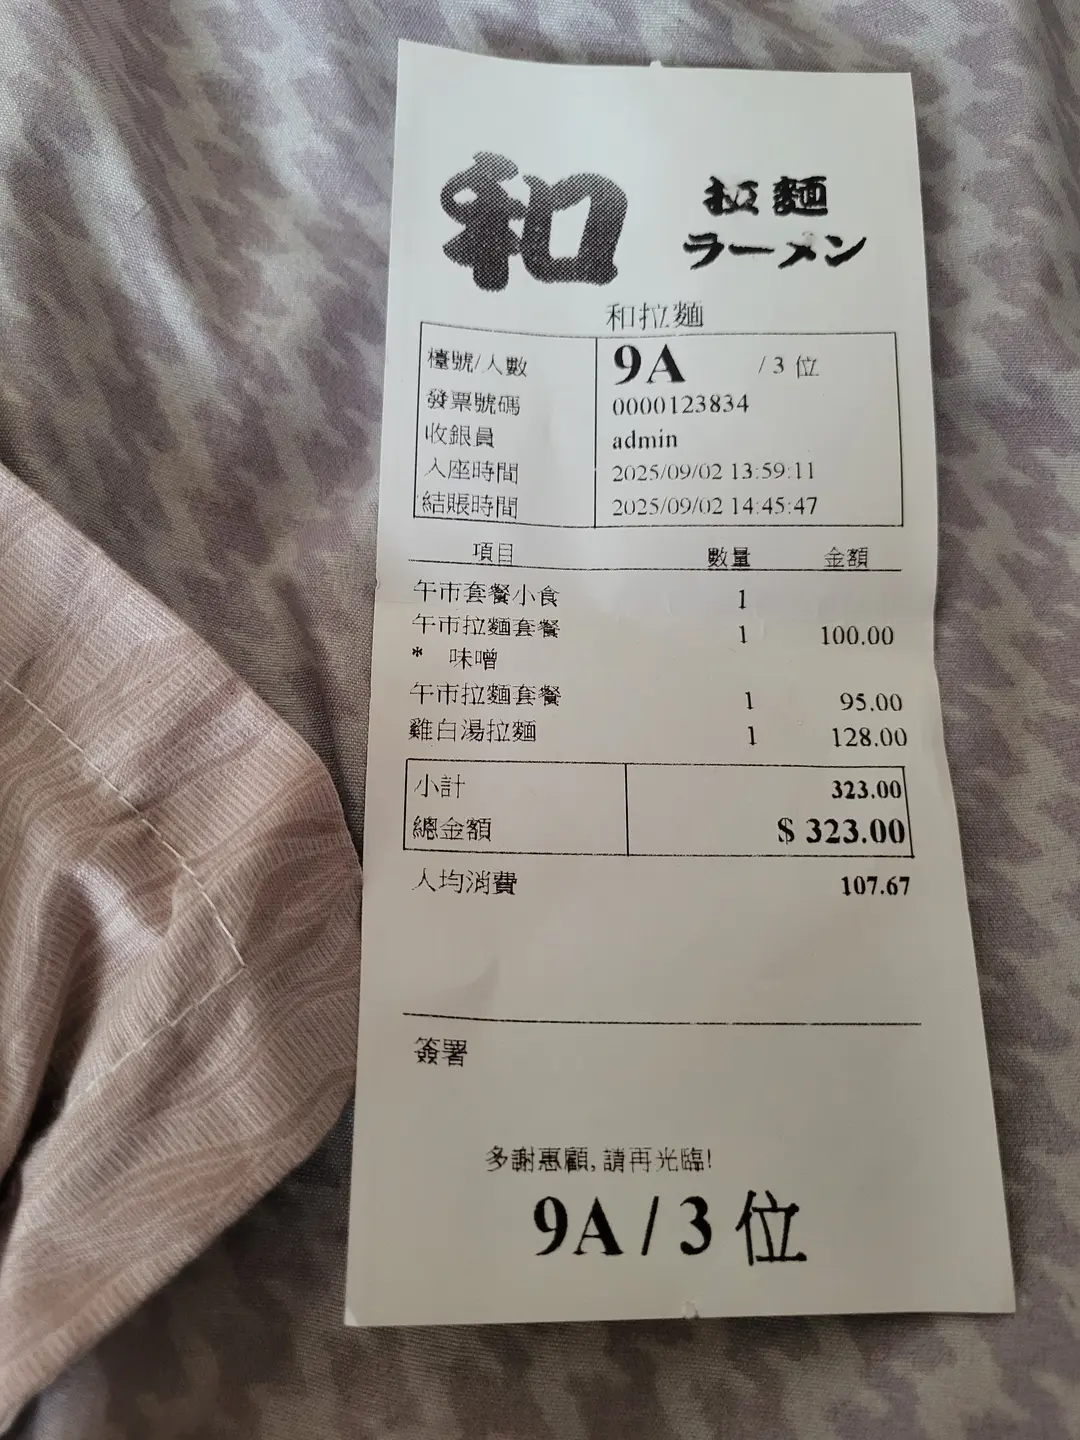 和 拉麵
ラーメン
和拉麵
檯號/人數 9A / 3 位
發票號碼 0000123834
收銀員 admin
入座時間 2025/09/02 13:59:11
結賬時間 2025/09/02 14:45:47
項目 數量 金額
午市套餐小食 1
午市拉麵套餐 1 100.00
* 味噌
午市拉麵套餐 1 95.00
雞白湯拉麵 1 128.00
小計 323.00
總金額 $ 323.00
人均消費 107.67
簽署
多謝惠顧, 請再光臨!
9A / 3 位